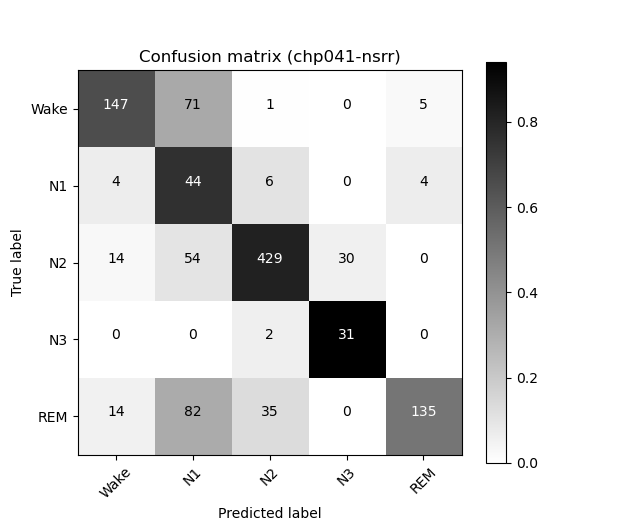 Confusion matrix (chp041-nsrr)
Wake 147 71 1 0 5
N1 4 44 6 0 4
N2 14 54 429 30 0
N3 0 0 2 31 0
REM 14 82 35 0 135
Wake N1 N2 N3 REM
True label
Predicted label
0.8
0.6
0.4
0.2
0.0